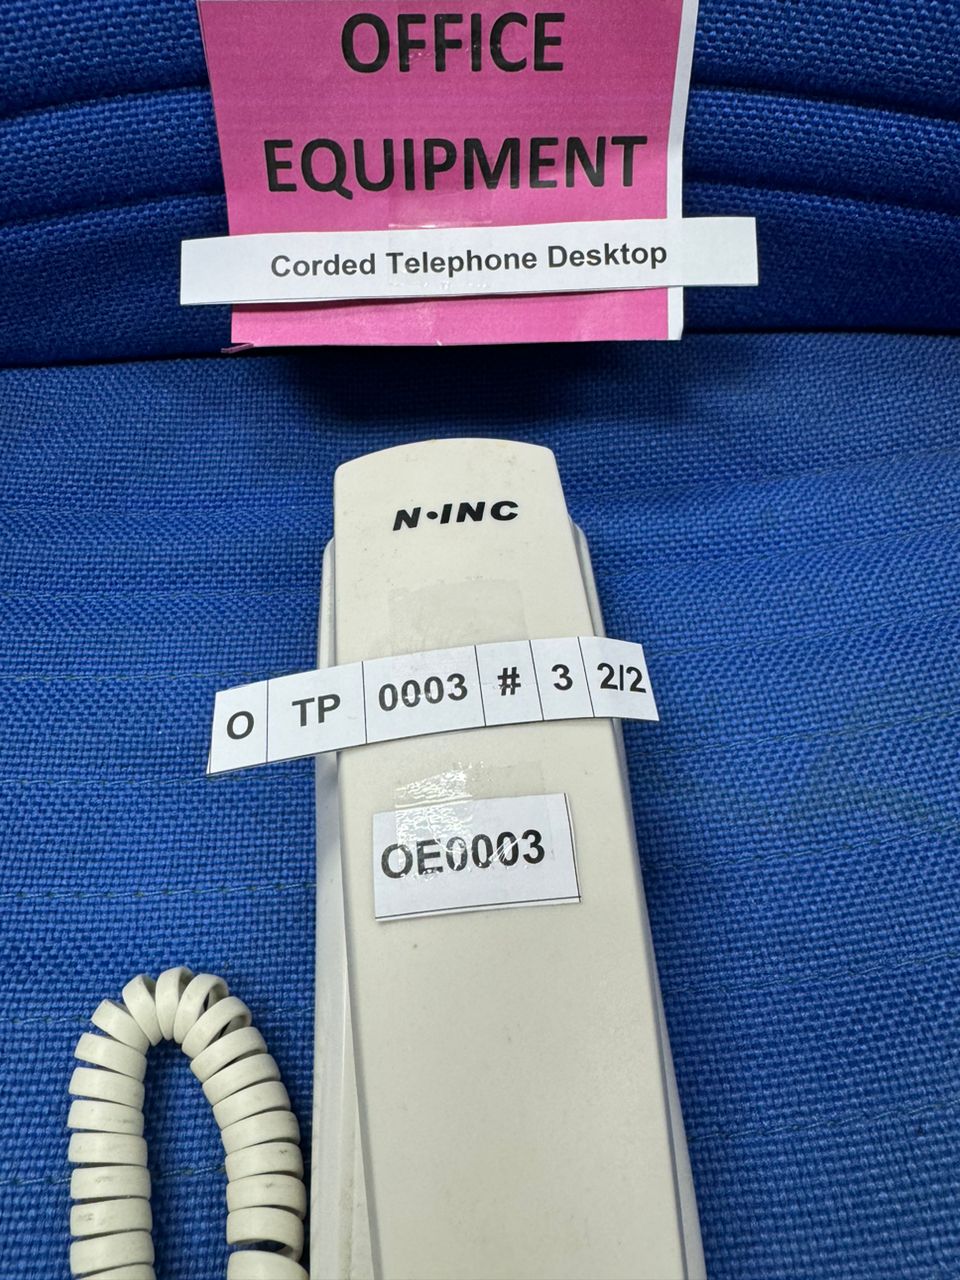 OFFICE
EQUIPMENT
Corded Telephone Desktop
N·INC
O TP 0003 # 3 2/2
OE0003